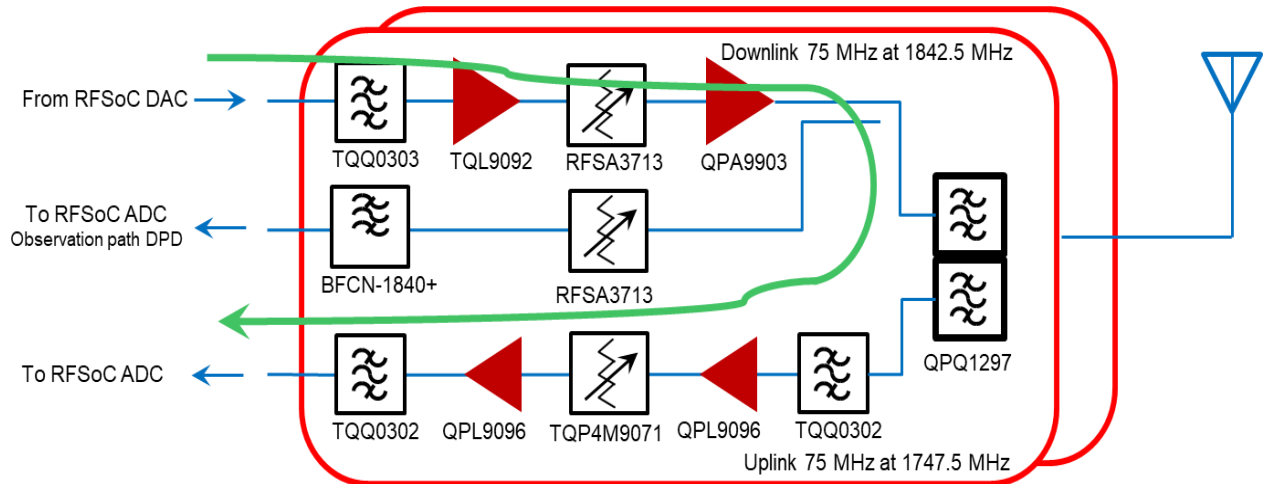 Downlink 75 MHz at 1842.5 MHz
From RFSoC DAC
TQQ0303
TQL9092
RFSA3713
QPA9903
To RFSoC ADC
Observation path DPD
BFCN-1840+
RFSA3713
QPQ1297
To RFSoC ADC
TQQ0302
QPL9096
TQP4M9071
QPL9096
TQQ0302
Uplink 75 MHz at 1747.5 MHz